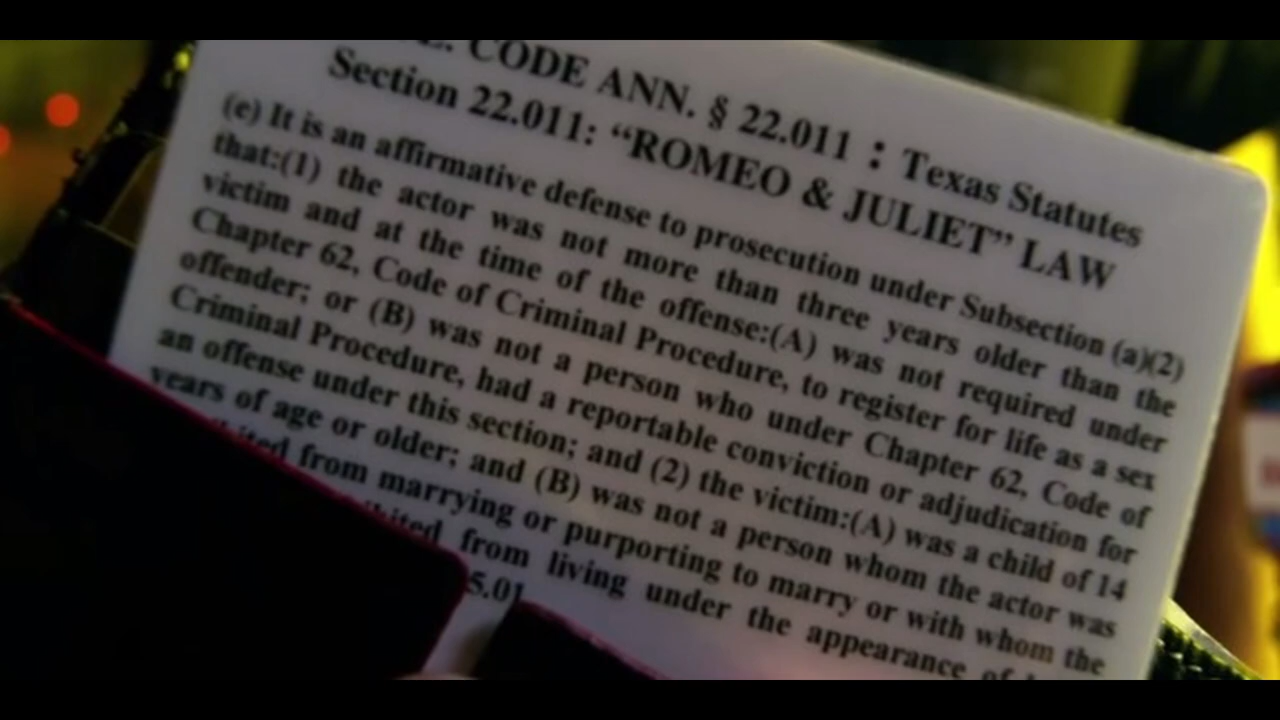 CODE ANN. § 22.011 : Texas Statutes
Section 22.011: “ROMEO & JULIET” LAW
(e) It is an affirmative defense to prosecution under Subsection (a)(2)
that:(1) the actor was not more than three years older than the
victim and at the time of the offense:(A) was not required under
Chapter 62, Code of Criminal Procedure, to register for life as a sex
offender; or (B) was not a person who under Chapter 62, Code of
Criminal Procedure, had a reportable conviction or adjudication for
an offense under this section; and (2) the victim:(A) was a child of 14
years of age or older; and (B) was not a person whom the actor was
from marrying or purporting to marry or with whom the
from living under the appearance of
5.01